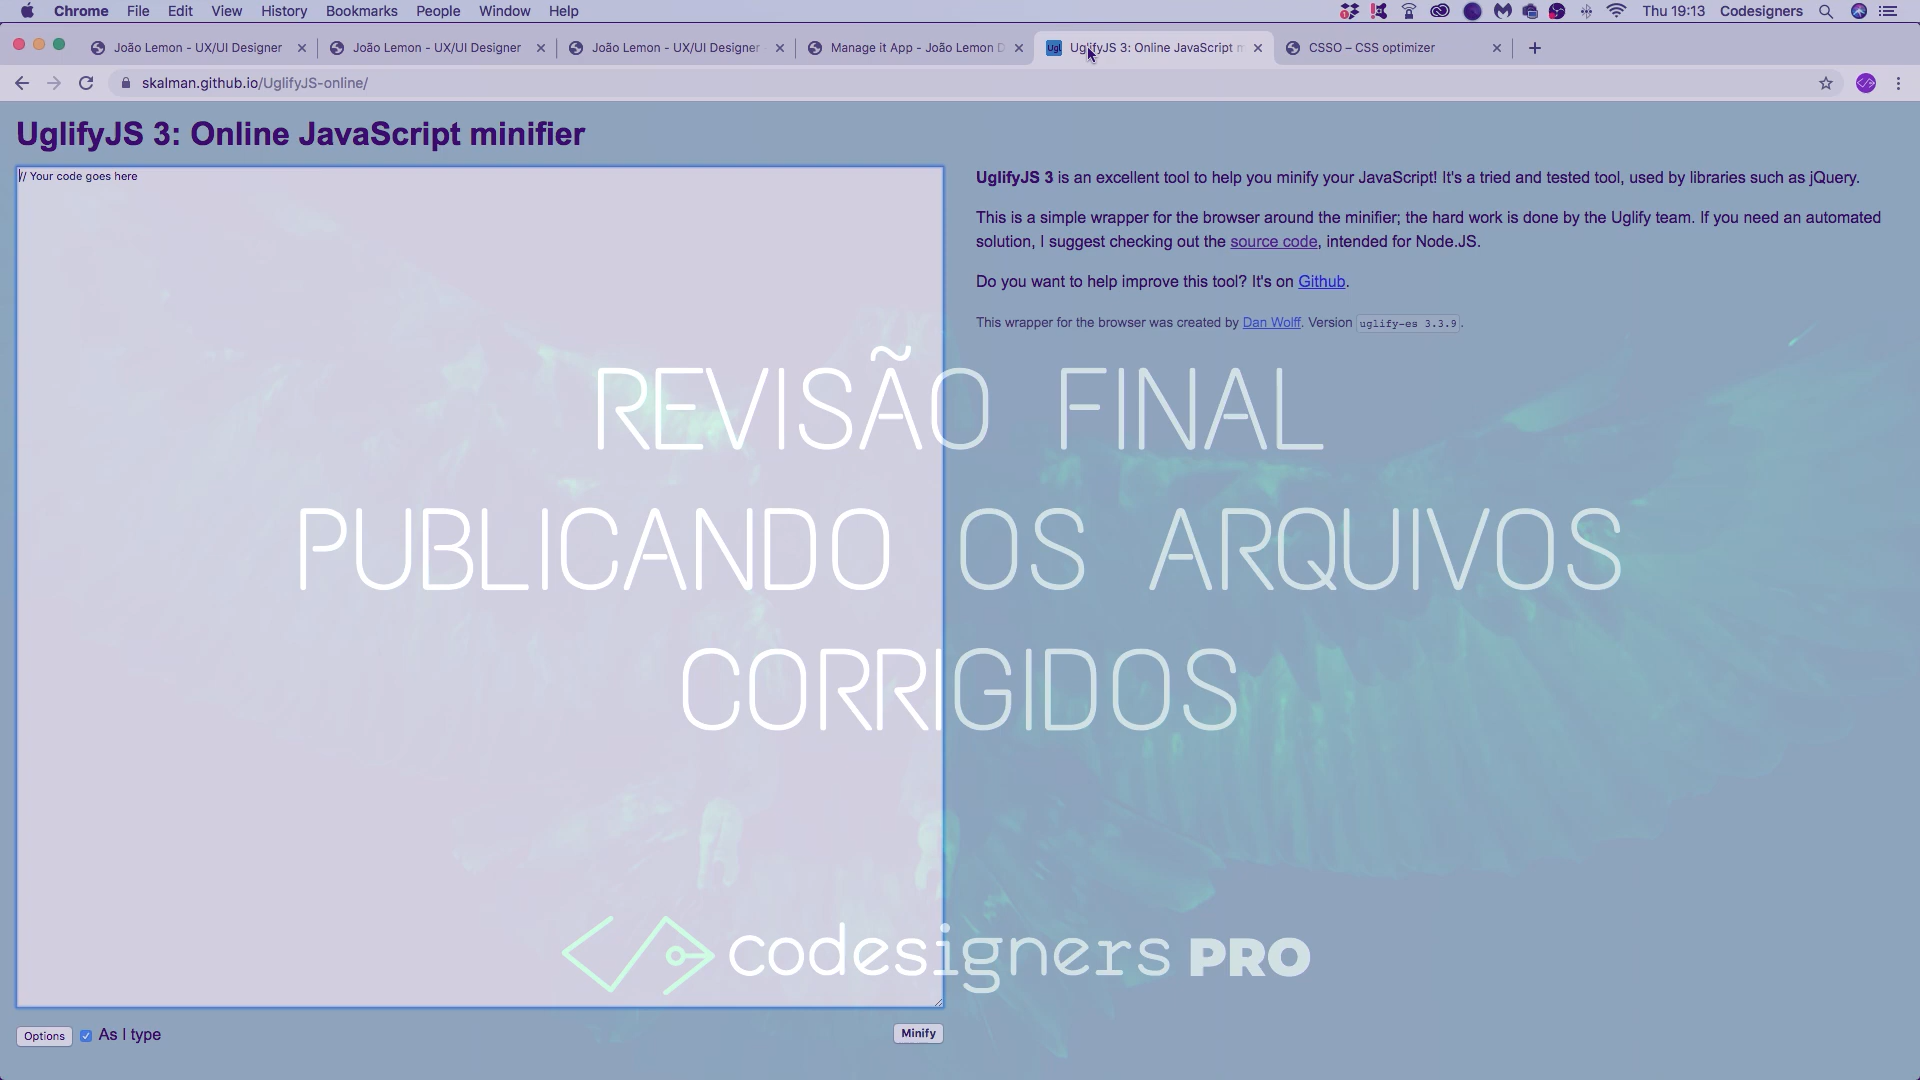 Chrome File Edit View History Bookmarks People Window Help Thu 19:13 Codesigners
João Lemon - UX/UI Designer João Lemon - UX/UI Designer João Lemon - UX/UI Designer - Manage it App - João Lemon D UglifyJS 3: Online JavaScript m CSSO – CSS optimizer
skalman.github.io/UglifyJS-online/
UglifyJS 3: Online JavaScript minifier
// Your code goes here
UglifyJS 3 is an excellent tool to help you minify your JavaScript! It's a tried and tested tool, used by libraries such as jQuery.
This is a simple wrapper for the browser around the minifier; the hard work is done by the Uglify team. If you need an automated
solution, I suggest checking out the source code, intended for Node.JS.
Do you want to help improve this tool? It's on Github.
This wrapper for the browser was created by Dan Wolff. Version uglify-es 3.3.9.
REVISÃO FINAL
PUBLICANDO OS ARQUIVOS
CORRIGIDOS
codesigners PRO
Options As I type Minify